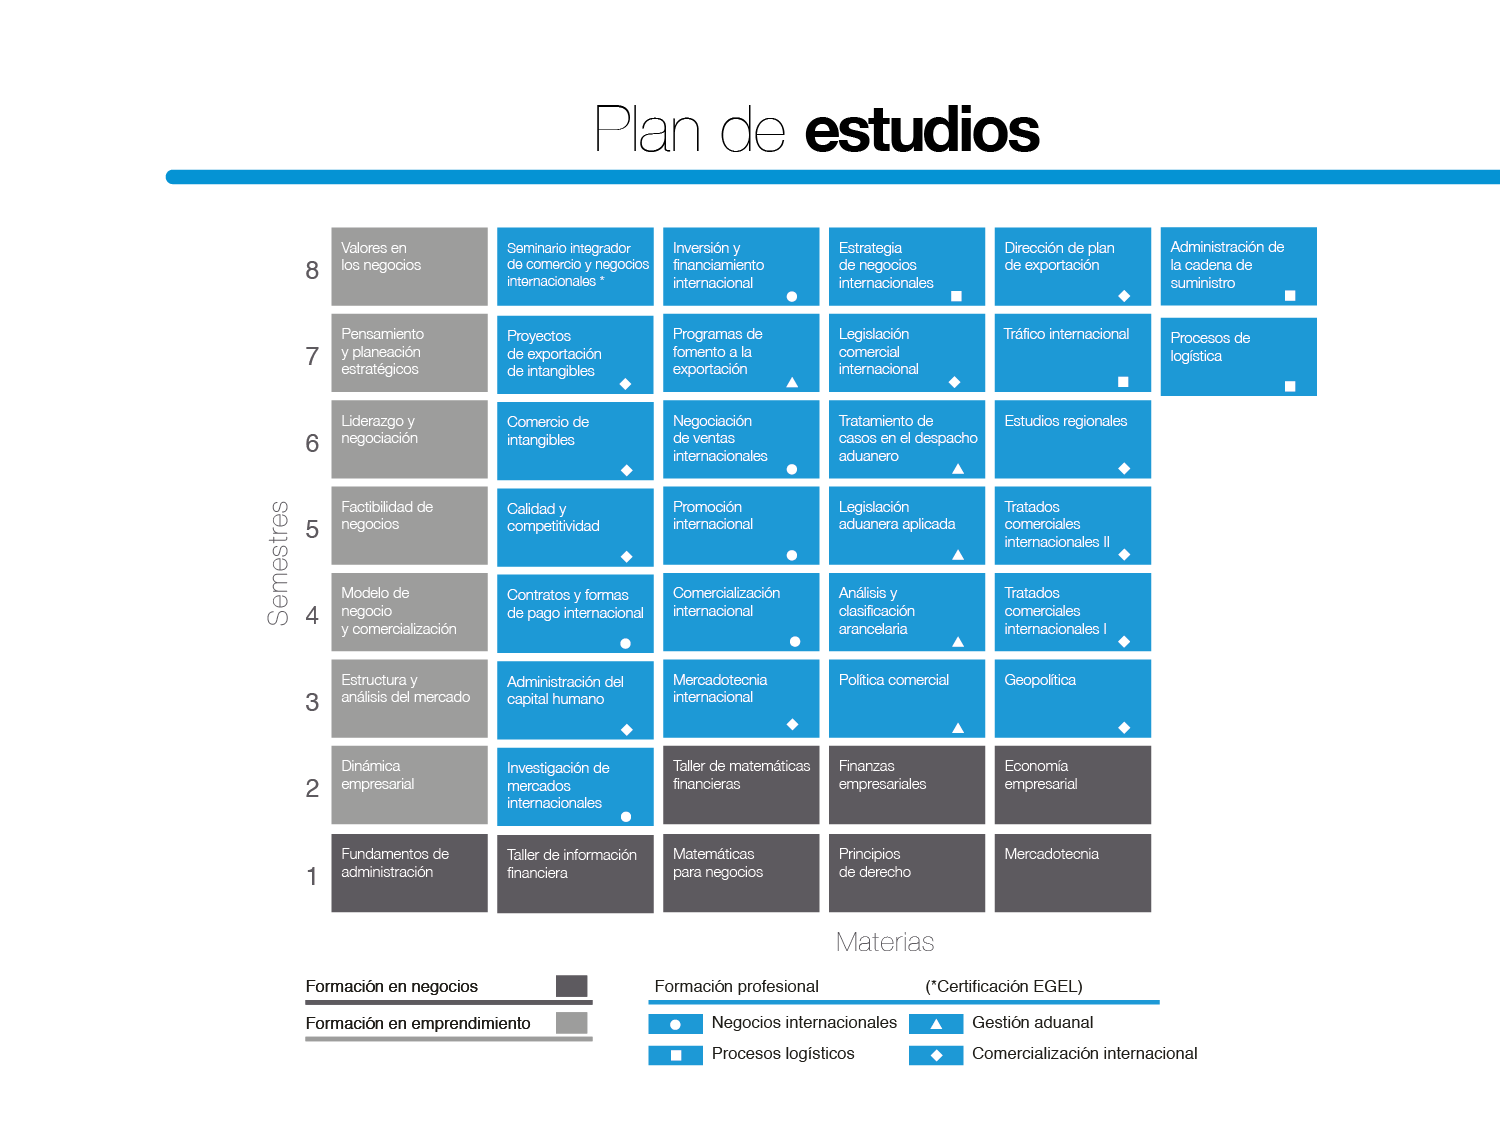 Plan de estudios
8
Valores en
los negocios
Seminario integrador
de comercio y negocios
internacionales *
Inversión y
financiamiento
internacional
Estrategia
de negocios
internacionales
Dirección de plan
de exportación
Administración de
la cadena de
suministro
7
Pensamiento
y planeación
estratégicos
Proyectos
de exportación
de intangibles
Programas de
fomento a la
exportación
Legislación
comercial
internacional
Tráfico internacional
Procesos de
logística
6
Liderazgo y
negociación
Comercio de
intangibles
Negociación
de ventas
internacionales
Tratamiento de
casos en el despacho
aduanero
Estudios regionales
Semestres
5
Factibilidad de
negocios
Calidad y
competitividad
Promoción
internacional
Legislación
aduanera aplicada
Tratados
comerciales
internacionales II
4
Modelo de
negocio
y comercialización
Contratos y formas
de pago internacional
Comercialización
internacional
Análisis y
clasificación
arancelaria
Tratados
comerciales
internacionales I
3
Estructura y
análisis del mercado
Administración del
capital humano
Mercadotecnia
internacional
Política comercial
Geopolítica
2
Dinámica
empresarial
Investigación de
mercados
internacionales
Taller de matemáticas
financieras
Finanzas
empresariales
Economía
empresarial
1
Fundamentos de
administración
Taller de información
financiera
Matemáticas
para negocios
Principios
de derecho
Mercadotecnia
Materias
Formación en negocios
Formación en emprendimiento
Formación profesional
(*Certificación EGEL)
Negocios internacionales
Gestión aduanal
Procesos logísticos
Comercialización internacional